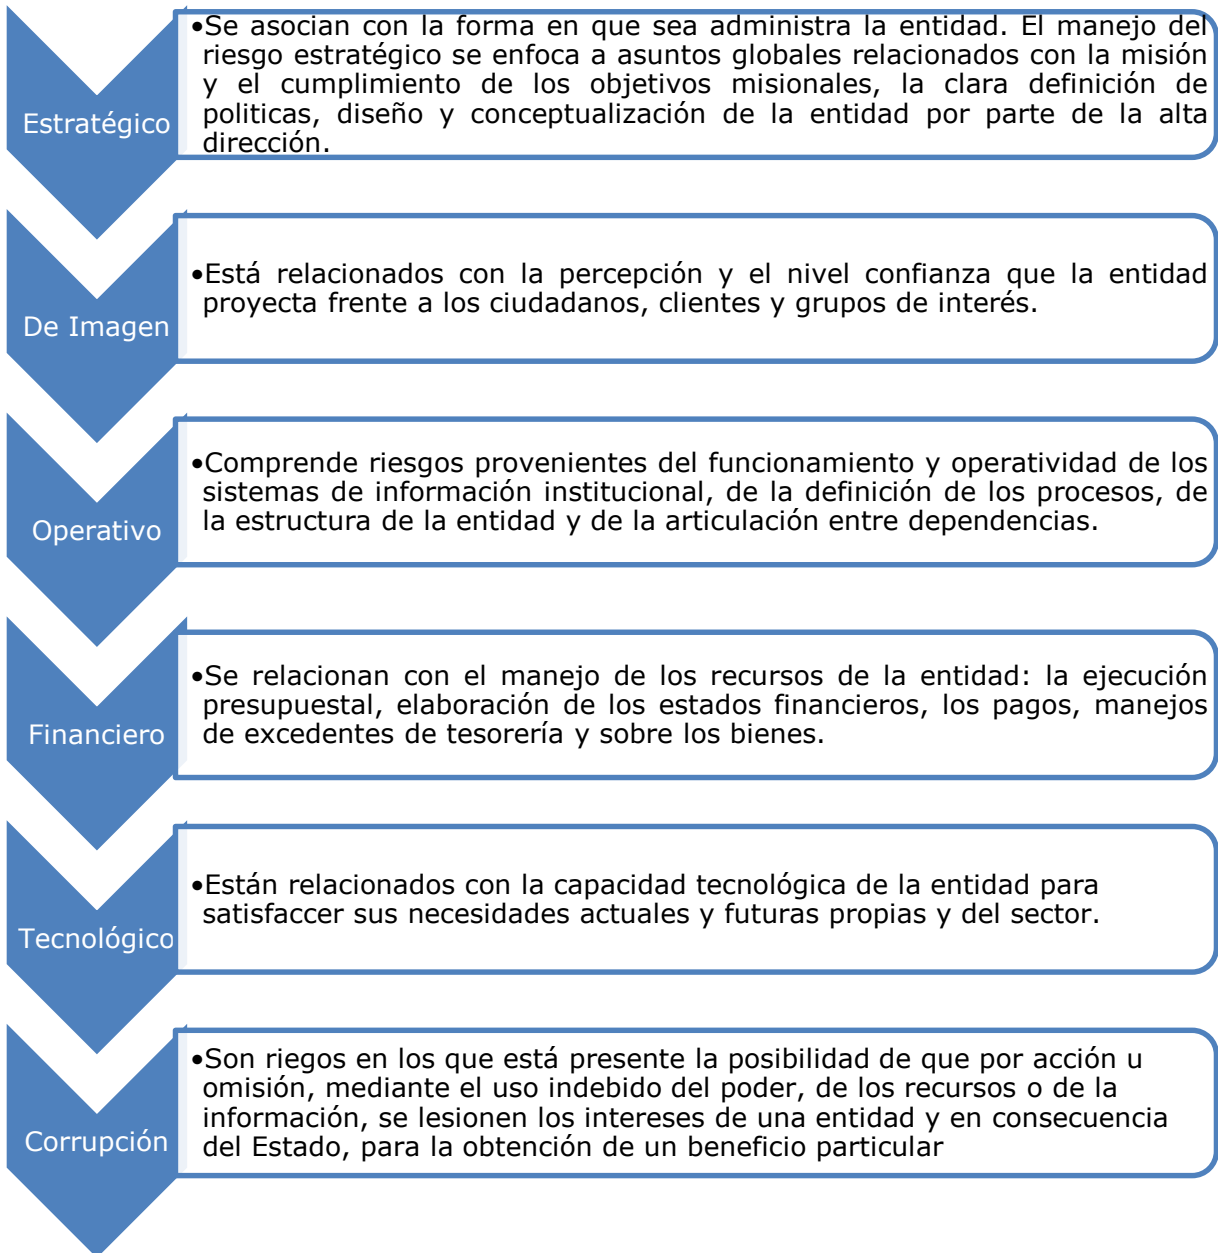 Estratégico
•Se asocian con la forma en que sea administra la entidad. El manejo del
riesgo estratégico se enfoca a asuntos globales relacionados con la misión
y el cumplimiento de los objetivos misionales, la clara definición de
politicas, diseño y conceptualización de la entidad por parte de la alta
dirección.
De Imagen
•Está relacionados con la percepción y el nivel confianza que la entidad
proyecta frente a los ciudadanos, clientes y grupos de interés.
Operativo
•Comprende riesgos provenientes del funcionamiento y operatividad de los
sistemas de información institucional, de la definición de los procesos, de
la estructura de la entidad y de la articulación entre dependencias.
Financiero
•Se relacionan con el manejo de los recursos de la entidad: la ejecución
presupuestal, elaboración de los estados financieros, los pagos, manejos
de excedentes de tesorería y sobre los bienes.
Tecnológico
•Están relacionados con la capacidad tecnológica de la entidad para
satisfaccer sus necesidades actuales y futuras propias y del sector.
Corrupción
•Son riegos en los que está presente la posibilidad de que por acción u
omisión, mediante el uso indebido del poder, de los recursos o de la
información, se lesionen los intereses de una entidad y en consecuencia
del Estado, para la obtención de un beneficio particular